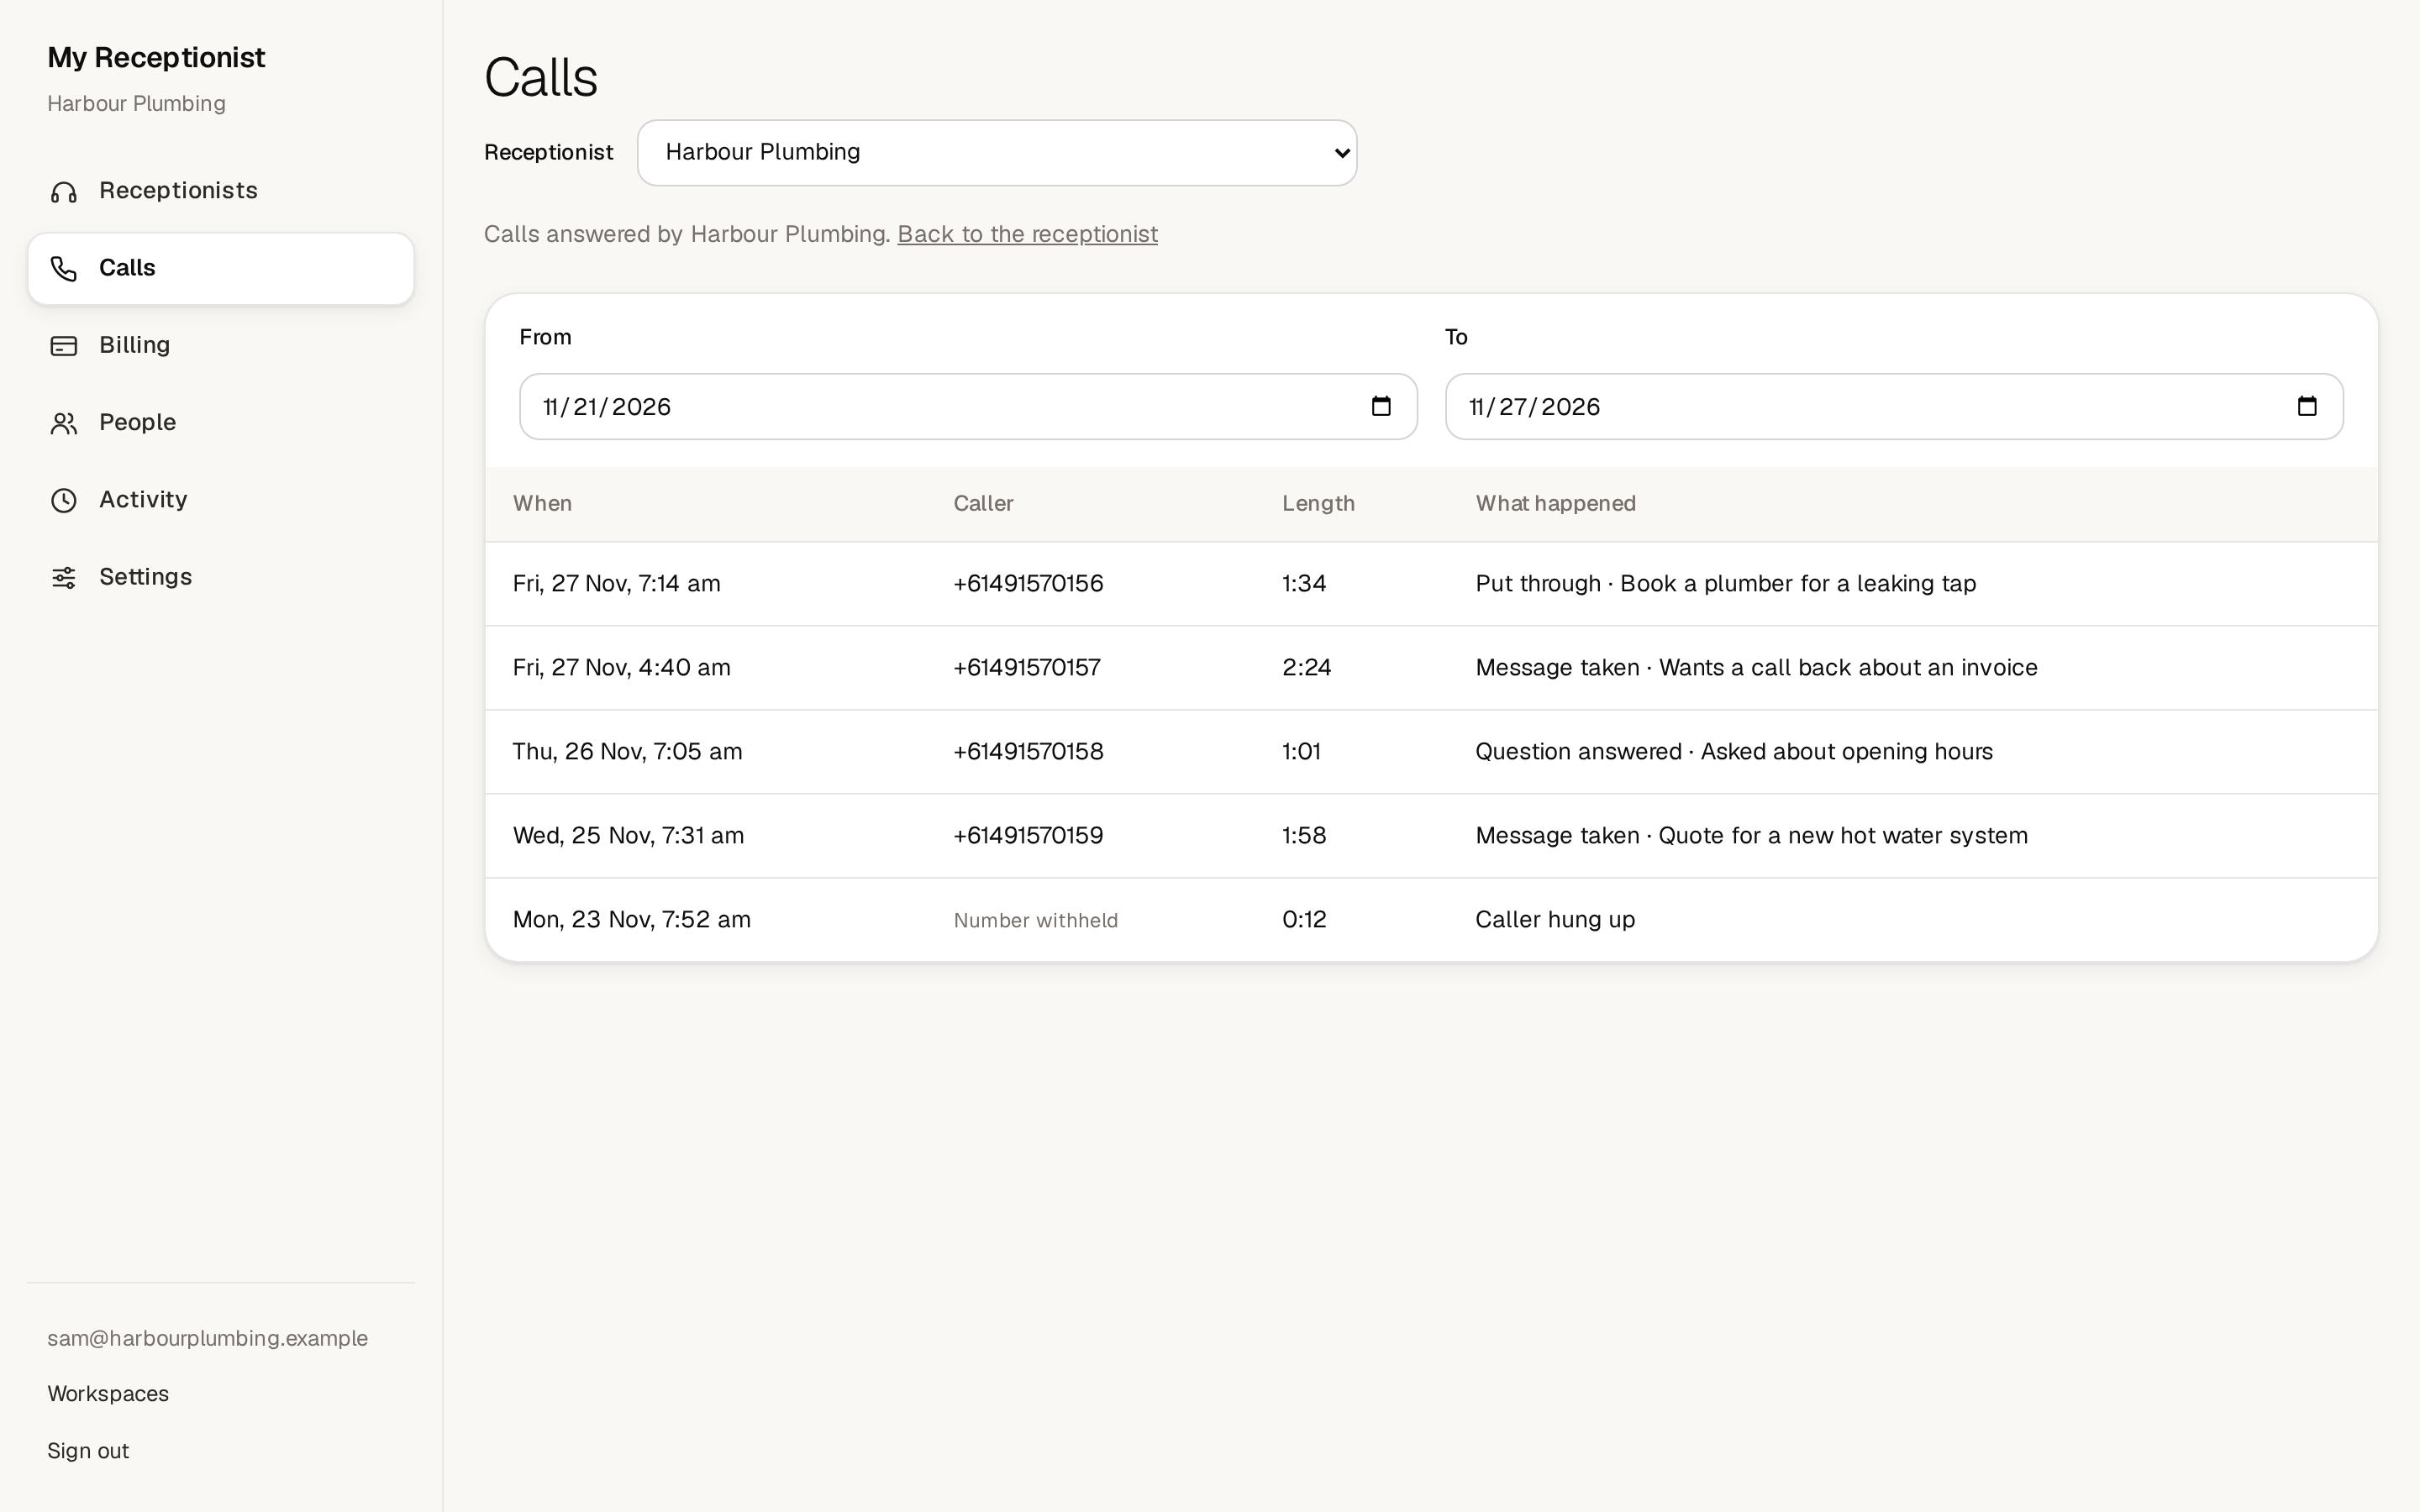 My Receptionist
Harbour Plumbing
Receptionists
Calls
Billing
People
Activity
Settings
sam@harbourplumbing.example
Workspaces
Sign out
Calls
Receptionist Harbour Plumbing
Calls answered by Harbour Plumbing. Back to the receptionist
From To
11/21/2026 11/27/2026
When Caller Length What happened
Fri, 27 Nov, 7:14 am +61491570156 1:34 Put through · Book a plumber for a leaking tap
Fri, 27 Nov, 4:40 am +61491570157 2:24 Message taken · Wants a call back about an invoice
Thu, 26 Nov, 7:05 am +61491570158 1:01 Question answered · Asked about opening hours
Wed, 25 Nov, 7:31 am +61491570159 1:58 Message taken · Quote for a new hot water system
Mon, 23 Nov, 7:52 am Number withheld 0:12 Caller hung up